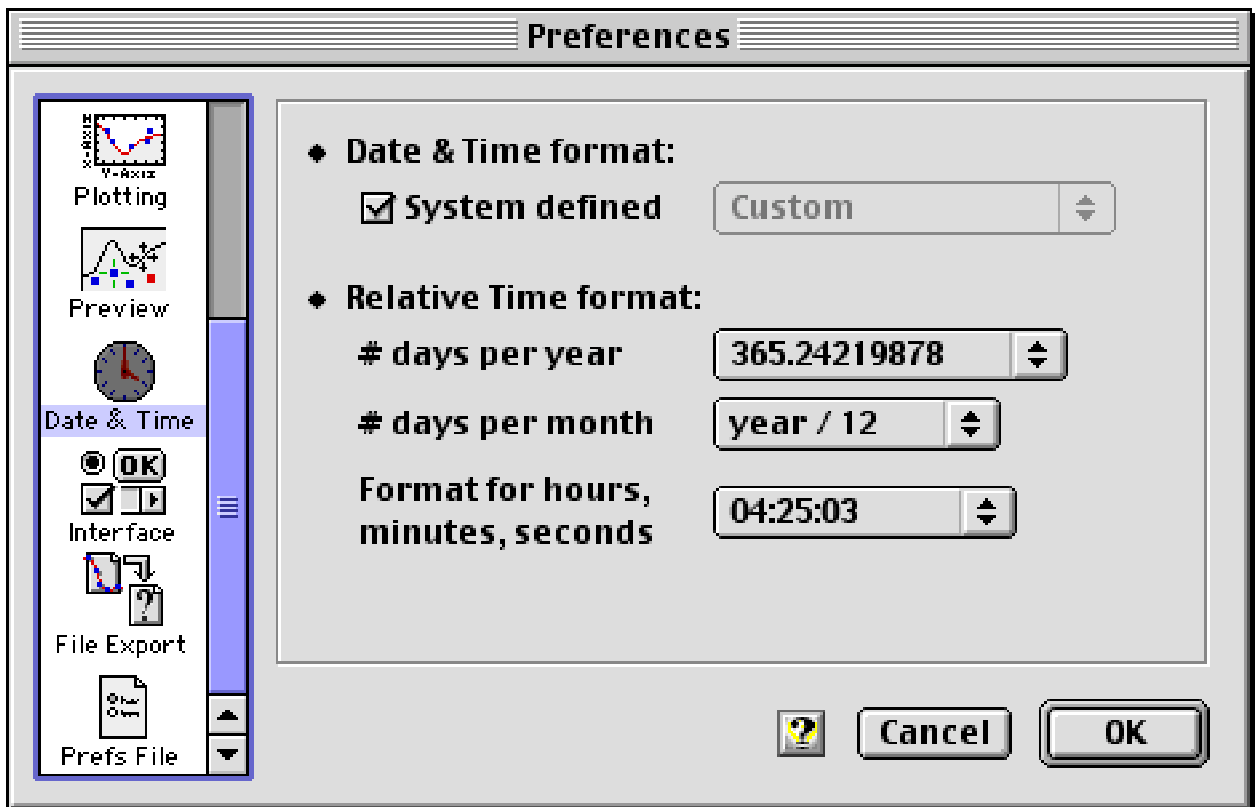 Preferences
Y-Axis
Plotting
Preview
Date & Time
OK
Interface
?
File Export
Prefs File
Date & Time format:
System defined
Custom
Relative Time format:
# days per year
365.24219878
# days per month
year / 12
Format for hours,
minutes, seconds
04:25:03
?
Cancel
OK